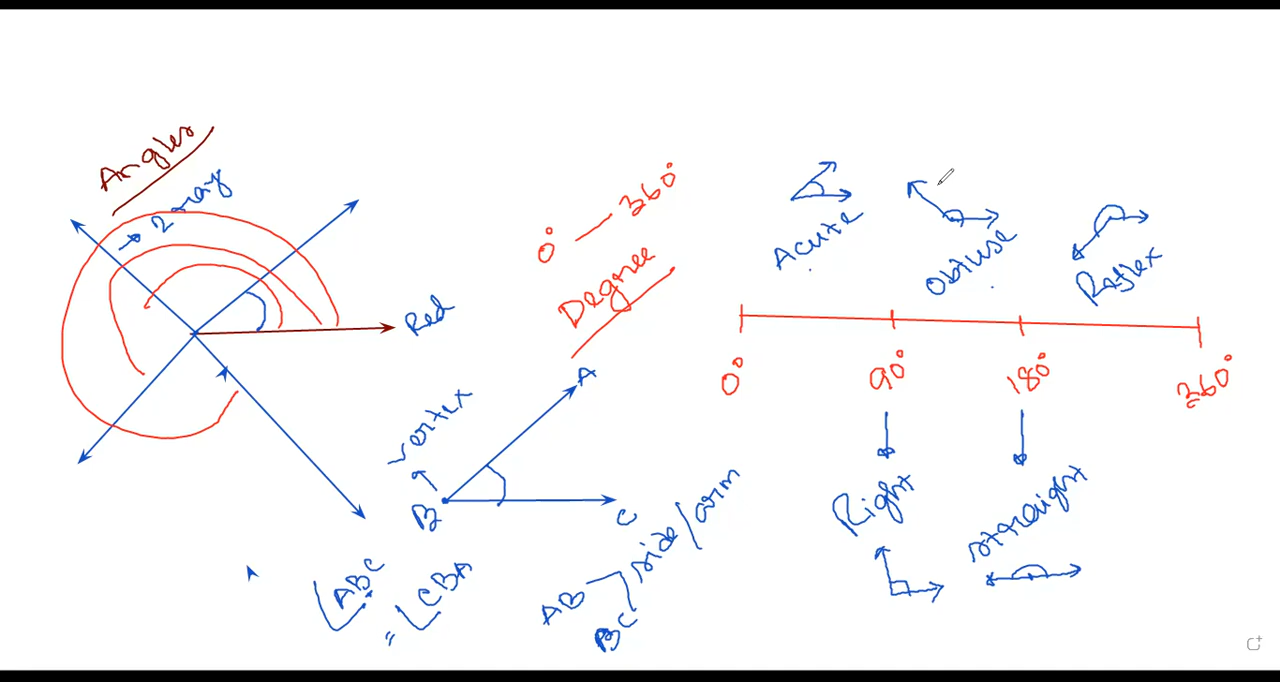 Angles
→ 2 ray
Red
0° — 360°
Degree
vertex
A
B
C
∠ABC
= ∠CBA
AB
BC
side/arm
Acute
Obtuse
Reflex
0°
90°
180°
360°
Right
straight